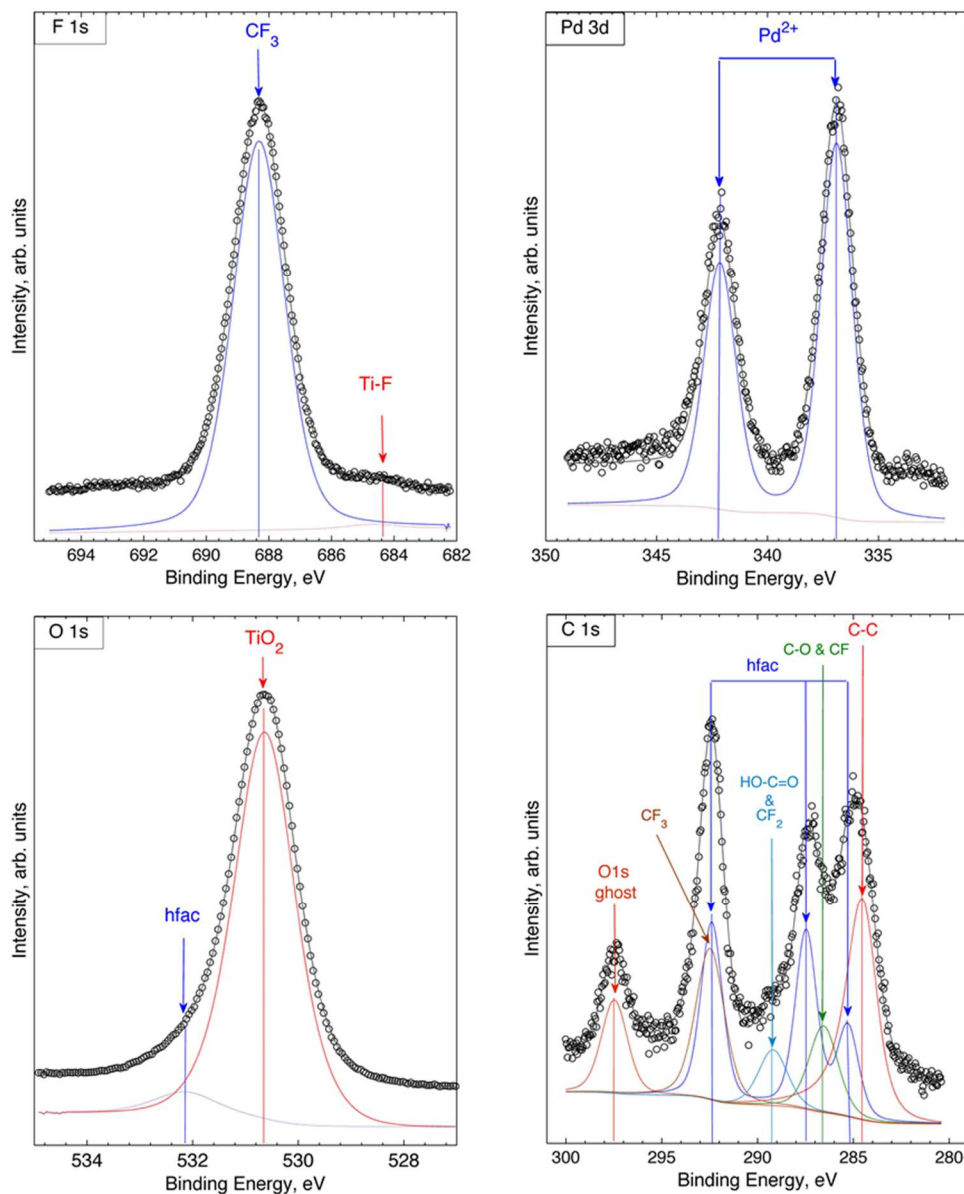 F 1s
CF3
Ti-F
Intensity, arb. units
694 692 690 688 686 684 682
Binding Energy, eV
Pd 3d
Pd2+
Intensity, arb. units
350 345 340 335
Binding Energy, eV
O 1s
TiO2
hfac
Intensity, arb. units
534 532 530 528
Binding Energy, eV
C 1s
C-C
C-O & CF
hfac
HO-C=O
&
CF2
CF3
O1s
ghost
Intensity, arb. units
300 295 290 285 280
Binding Energy, eV